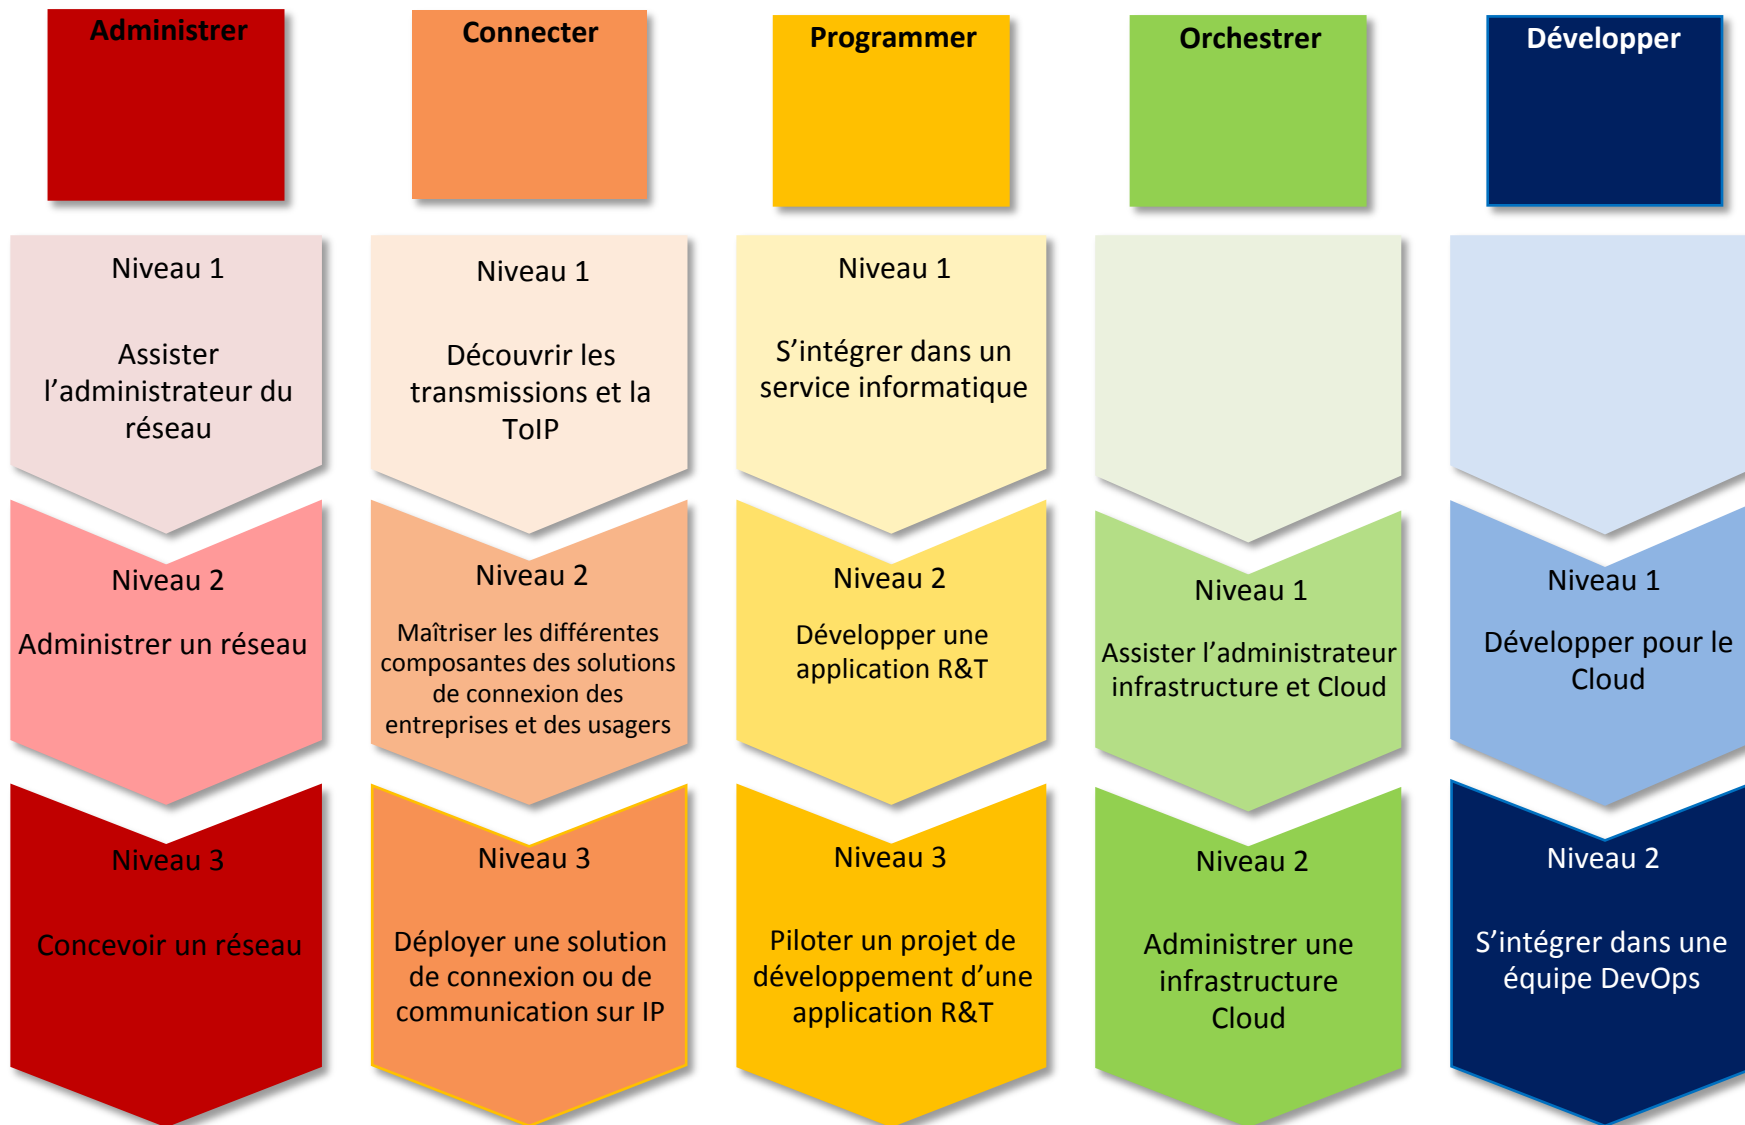 Administrer
Connecter
Programmer
Orchestrer
Développer
Niveau 1
Assister
l’administrateur du
réseau
Niveau 1
Découvrir les
transmissions et la
ToIP
Niveau 1
S’intégrer dans un
service informatique
Niveau 2
Administrer un réseau
Niveau 2
Maîtriser les différentes
composantes des solutions
de connexion des
entreprises et des usagers
Niveau 2
Développer une
application R&T
Niveau 1
Assister l’administrateur
infrastructure et Cloud
Niveau 1
Développer pour le
Cloud
Niveau 3
Concevoir un réseau
Niveau 3
Déployer une solution
de connexion ou de
communication sur IP
Niveau 3
Piloter un projet de
développement d’une
application R&T
Niveau 2
Administrer une
infrastructure
Cloud
Niveau 2
S’intégrer dans une
équipe DevOps